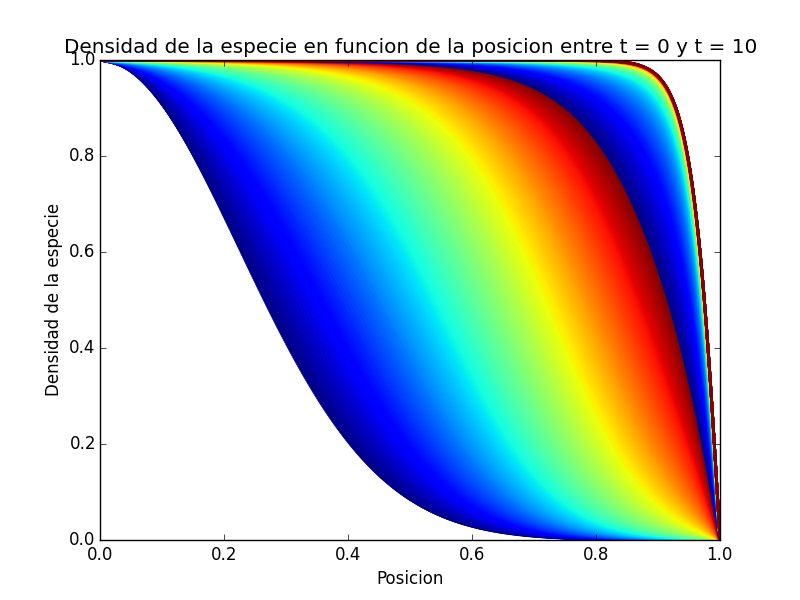 Densidad de la especie en funcion de la posicion entre t = 0 y t = 10
1.0
0.8
0.6
0.4
0.2
0.0
Densidad de la especie
0.0 0.2 0.4 0.6 0.8 1.0
Posicion